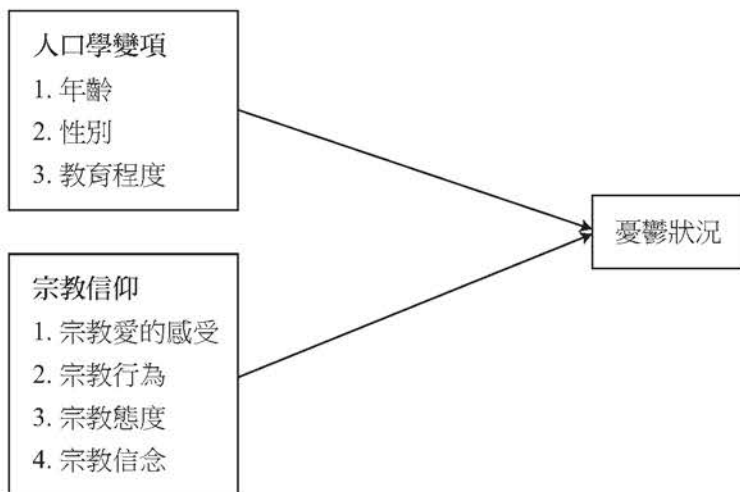 人口學變項
1. 年齡
2. 性別
3. 教育程度
憂鬱狀況
宗教信仰
1. 宗教愛的感受
2. 宗教行為
3. 宗教態度
4. 宗教信念